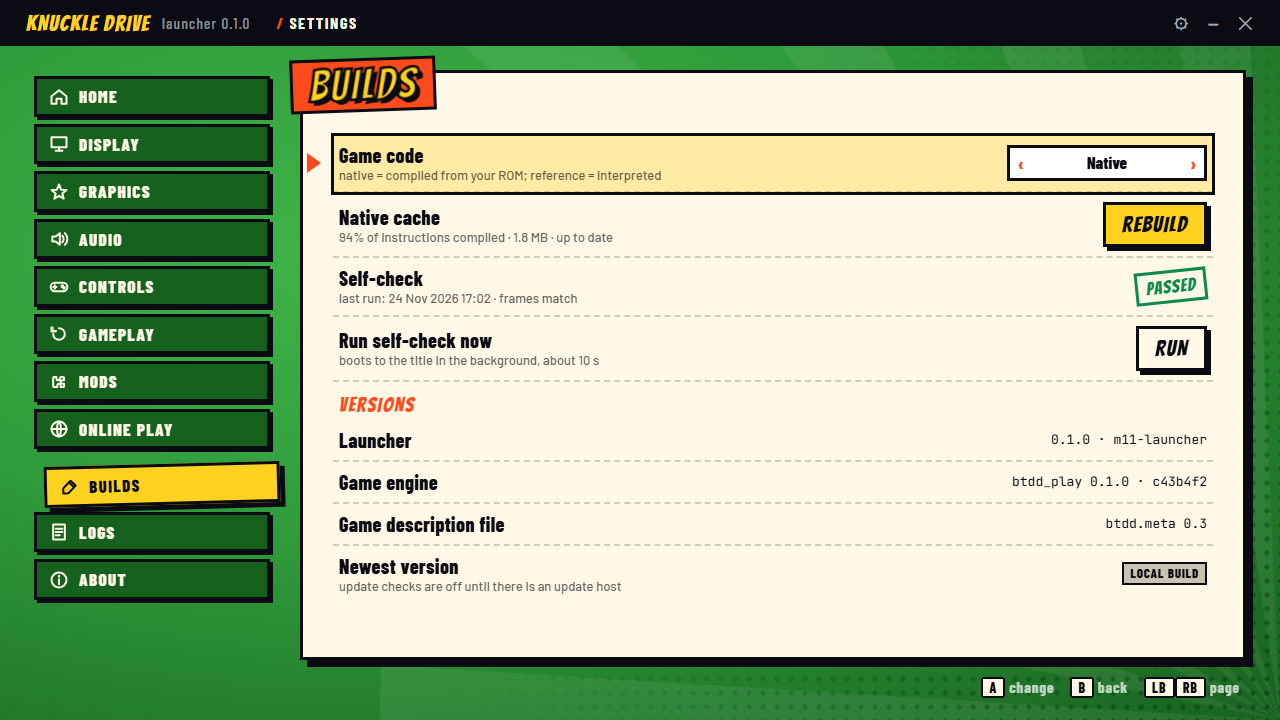 KNUCKLE DRIVE launcher 0.1.0 / SETTINGS
BUILDS
HOME
DISPLAY
GRAPHICS
AUDIO
CONTROLS
GAMEPLAY
MODS
ONLINE PLAY
BUILDS
LOGS
ABOUT
Game code
native = compiled from your ROM; reference = interpreted
‹ Native ›
Native cache
94% of instructions compiled · 1.8 MB · up to date
REBUILD
Self-check
last run: 24 Nov 2026 17:02 · frames match
PASSED
Run self-check now
boots to the title in the background, about 10 s
RUN
VERSIONS
Launcher
0.1.0 · m11-launcher
Game engine
btdd_play 0.1.0 · c43b4f2
Game description file
btdd.meta 0.3
Newest version
update checks are off until there is an update host
LOCAL BUILD
A change B back LB RB page